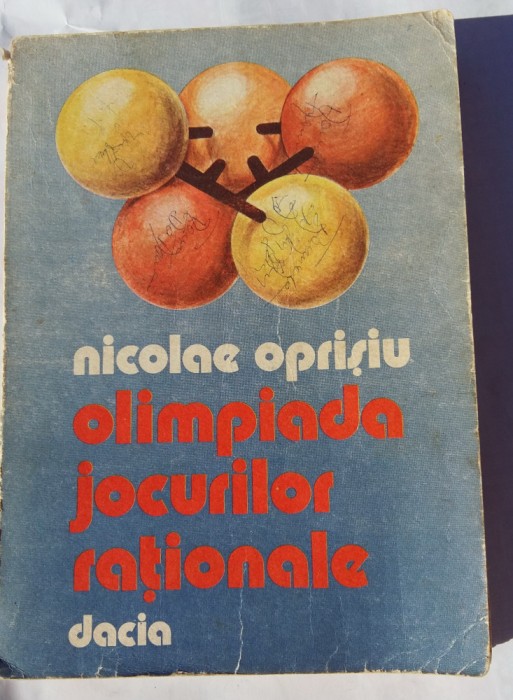 nicolae oprișiu
olimpiada
jocurilor
raționale
dacia